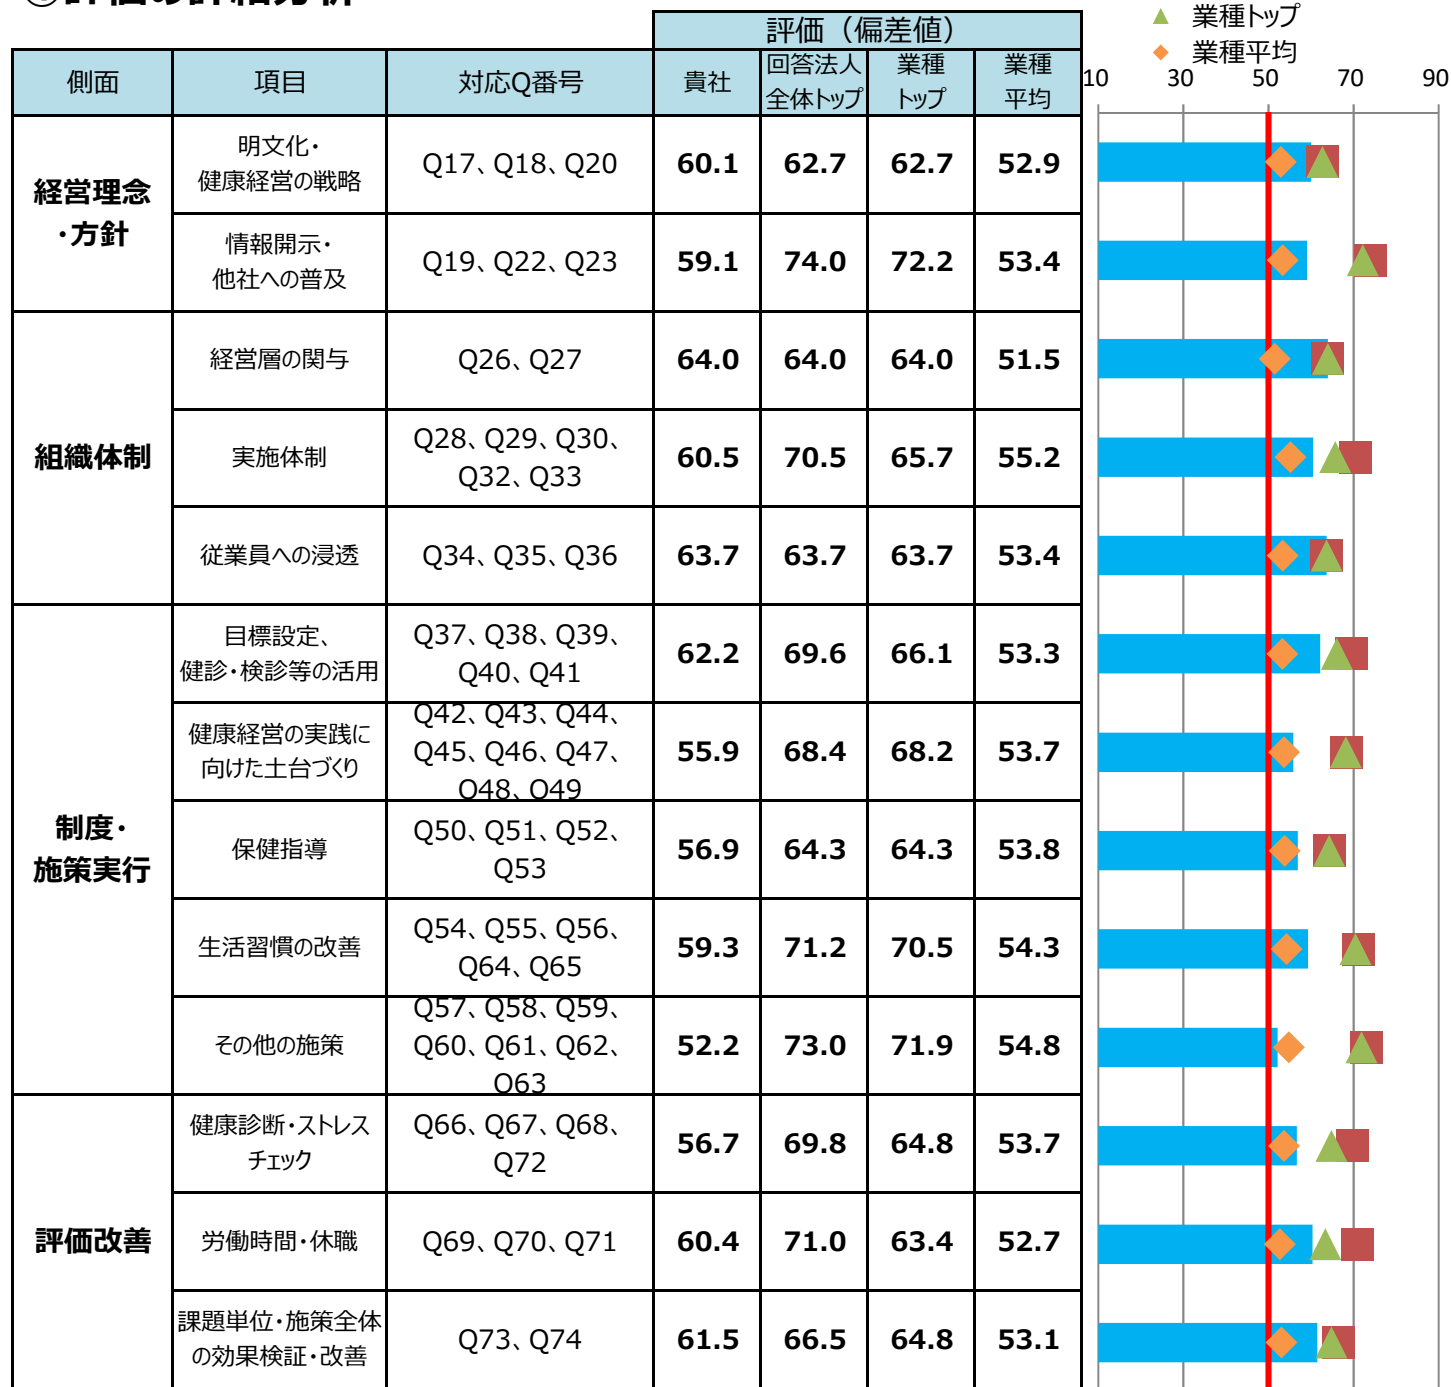 評価（偏差値）
業種トップ
業種平均
側面 項目 対応Q番号 貴社 回答法人 業種 業種
全体トップ トップ 平均
10 30 50 70 90
経営理念
・方針
明文化・
健康経営の戦略
Q17、Q18、Q20 60.1 62.7 62.7 52.9
情報開示・
他社への普及
Q19、Q22、Q23 59.1 74.0 72.2 53.4
組織体制
経営層の関与 Q26、Q27 64.0 64.0 64.0 51.5
実施体制
Q28、Q29、Q30、
Q32、Q33
60.5 70.5 65.7 55.2
従業員への浸透 Q34、Q35、Q36 63.7 63.7 63.7 53.4
制度・
施策実行
目標設定、
健診・検診等の活用
Q37、Q38、Q39、
Q40、Q41
62.2 69.6 66.1 53.3
健康経営の実践に
向けた土台づくり
Q42、Q43、Q44、
Q45、Q46、Q47、
Q48、Q49
55.9 68.4 68.2 53.7
保健指導
Q50、Q51、Q52、
Q53
56.9 64.3 64.3 53.8
生活習慣の改善
Q54、Q55、Q56、
Q64、Q65
59.3 71.2 70.5 54.3
その他の施策
Q57、Q58、Q59、
Q60、Q61、Q62、
Q63
52.2 73.0 71.9 54.8
評価改善
健康診断・ストレス
チェック
Q66、Q67、Q68、
Q72
56.7 69.8 64.8 53.7
労働時間・休職 Q69、Q70、Q71 60.4 71.0 63.4 52.7
課題単位・施策全体
の効果検証・改善
Q73、Q74 61.5 66.5 64.8 53.1